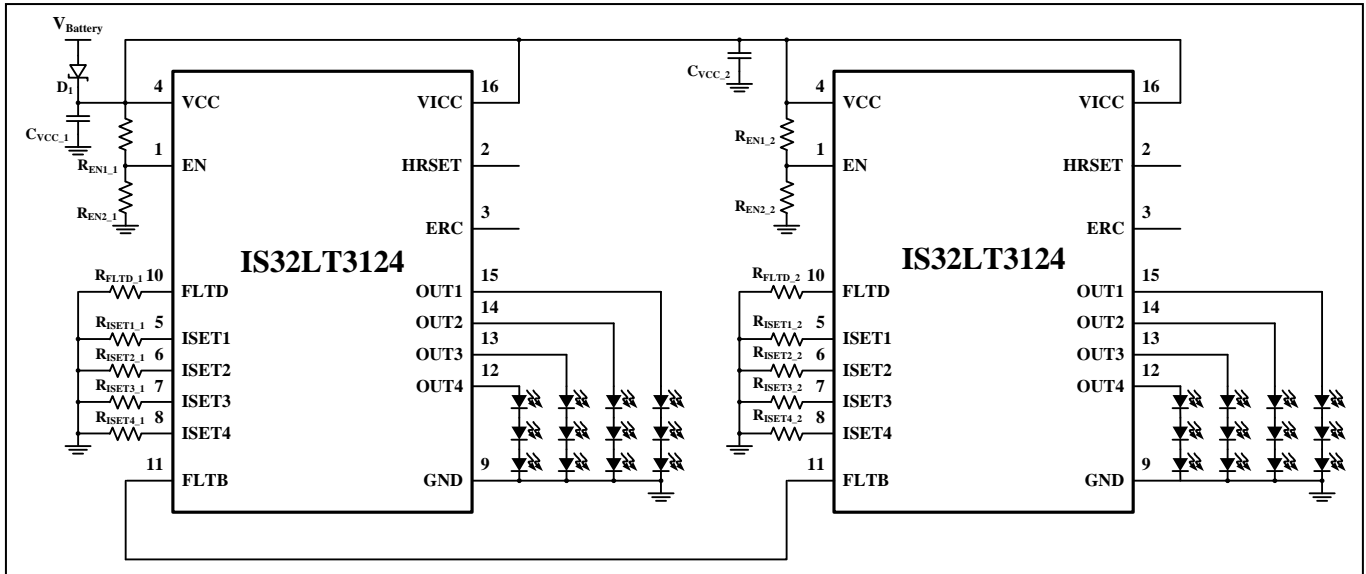 VBattery
D1
CVCC_1
REN1_1
REN2_1
4 VCC
1 EN
IS32LT3124
RFLTD_1 10 FLTD
RISET1_1 5 ISET1
RISET2_1 6 ISET2
RISET3_1 7 ISET3
RISET4_1 8 ISET4
11 FLTB
VICC 16
HRSET 2
ERC 3
OUT1 15
OUT2 14
OUT3 13
OUT4 12
GND 9
CVCC_2
REN1_2
REN2_2
4 VCC
1 EN
IS32LT3124
RFLTD_2 10 FLTD
RISET1_2 5 ISET1
RISET2_2 6 ISET2
RISET3_2 7 ISET3
RISET4_2 8 ISET4
11 FLTB
VICC 16
HRSET 2
ERC 3
OUT1 15
OUT2 14
OUT3 13
OUT4 12
GND 9